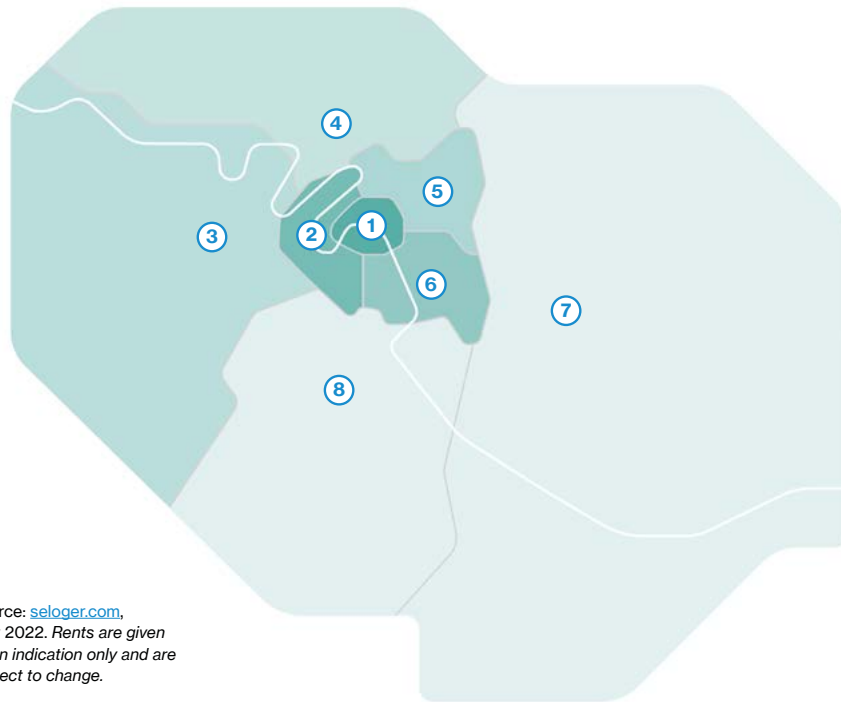 4
5
1
2
3
6
7
8
rce: seloger.com,
2022. Rents are given
n indication only and are
ect to change.